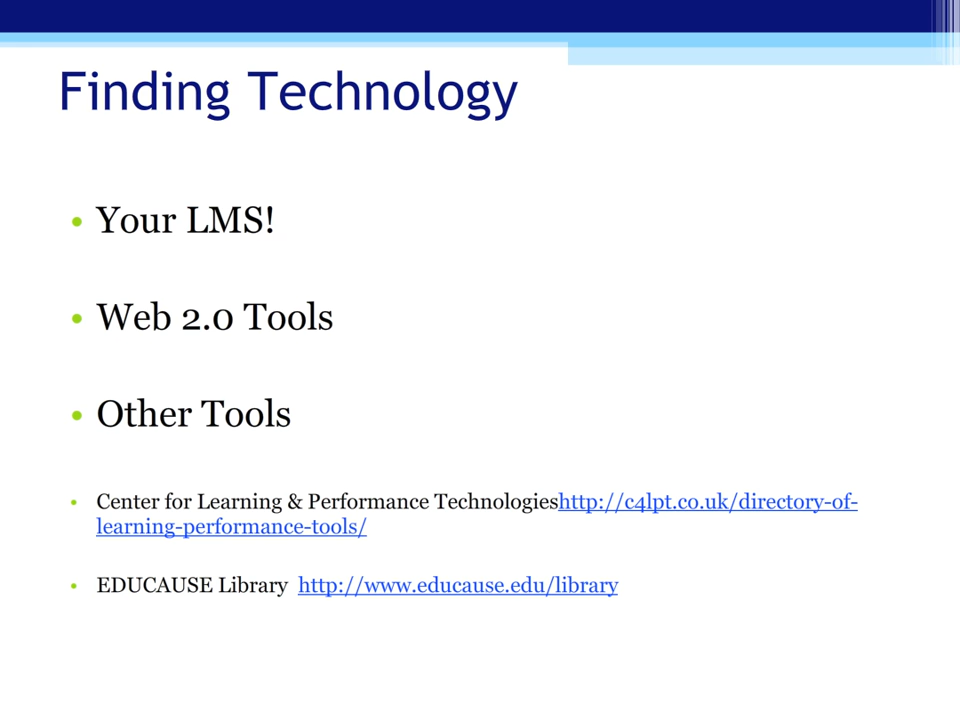 Finding Technology
• Your LMS!
• Web 2.0 Tools
• Other Tools
• Center for Learning & Performance Technologieshttp://c4lpt.co.uk/directory-of-
learning-performance-tools/
• EDUCAUSE Library  http://www.educause.edu/library